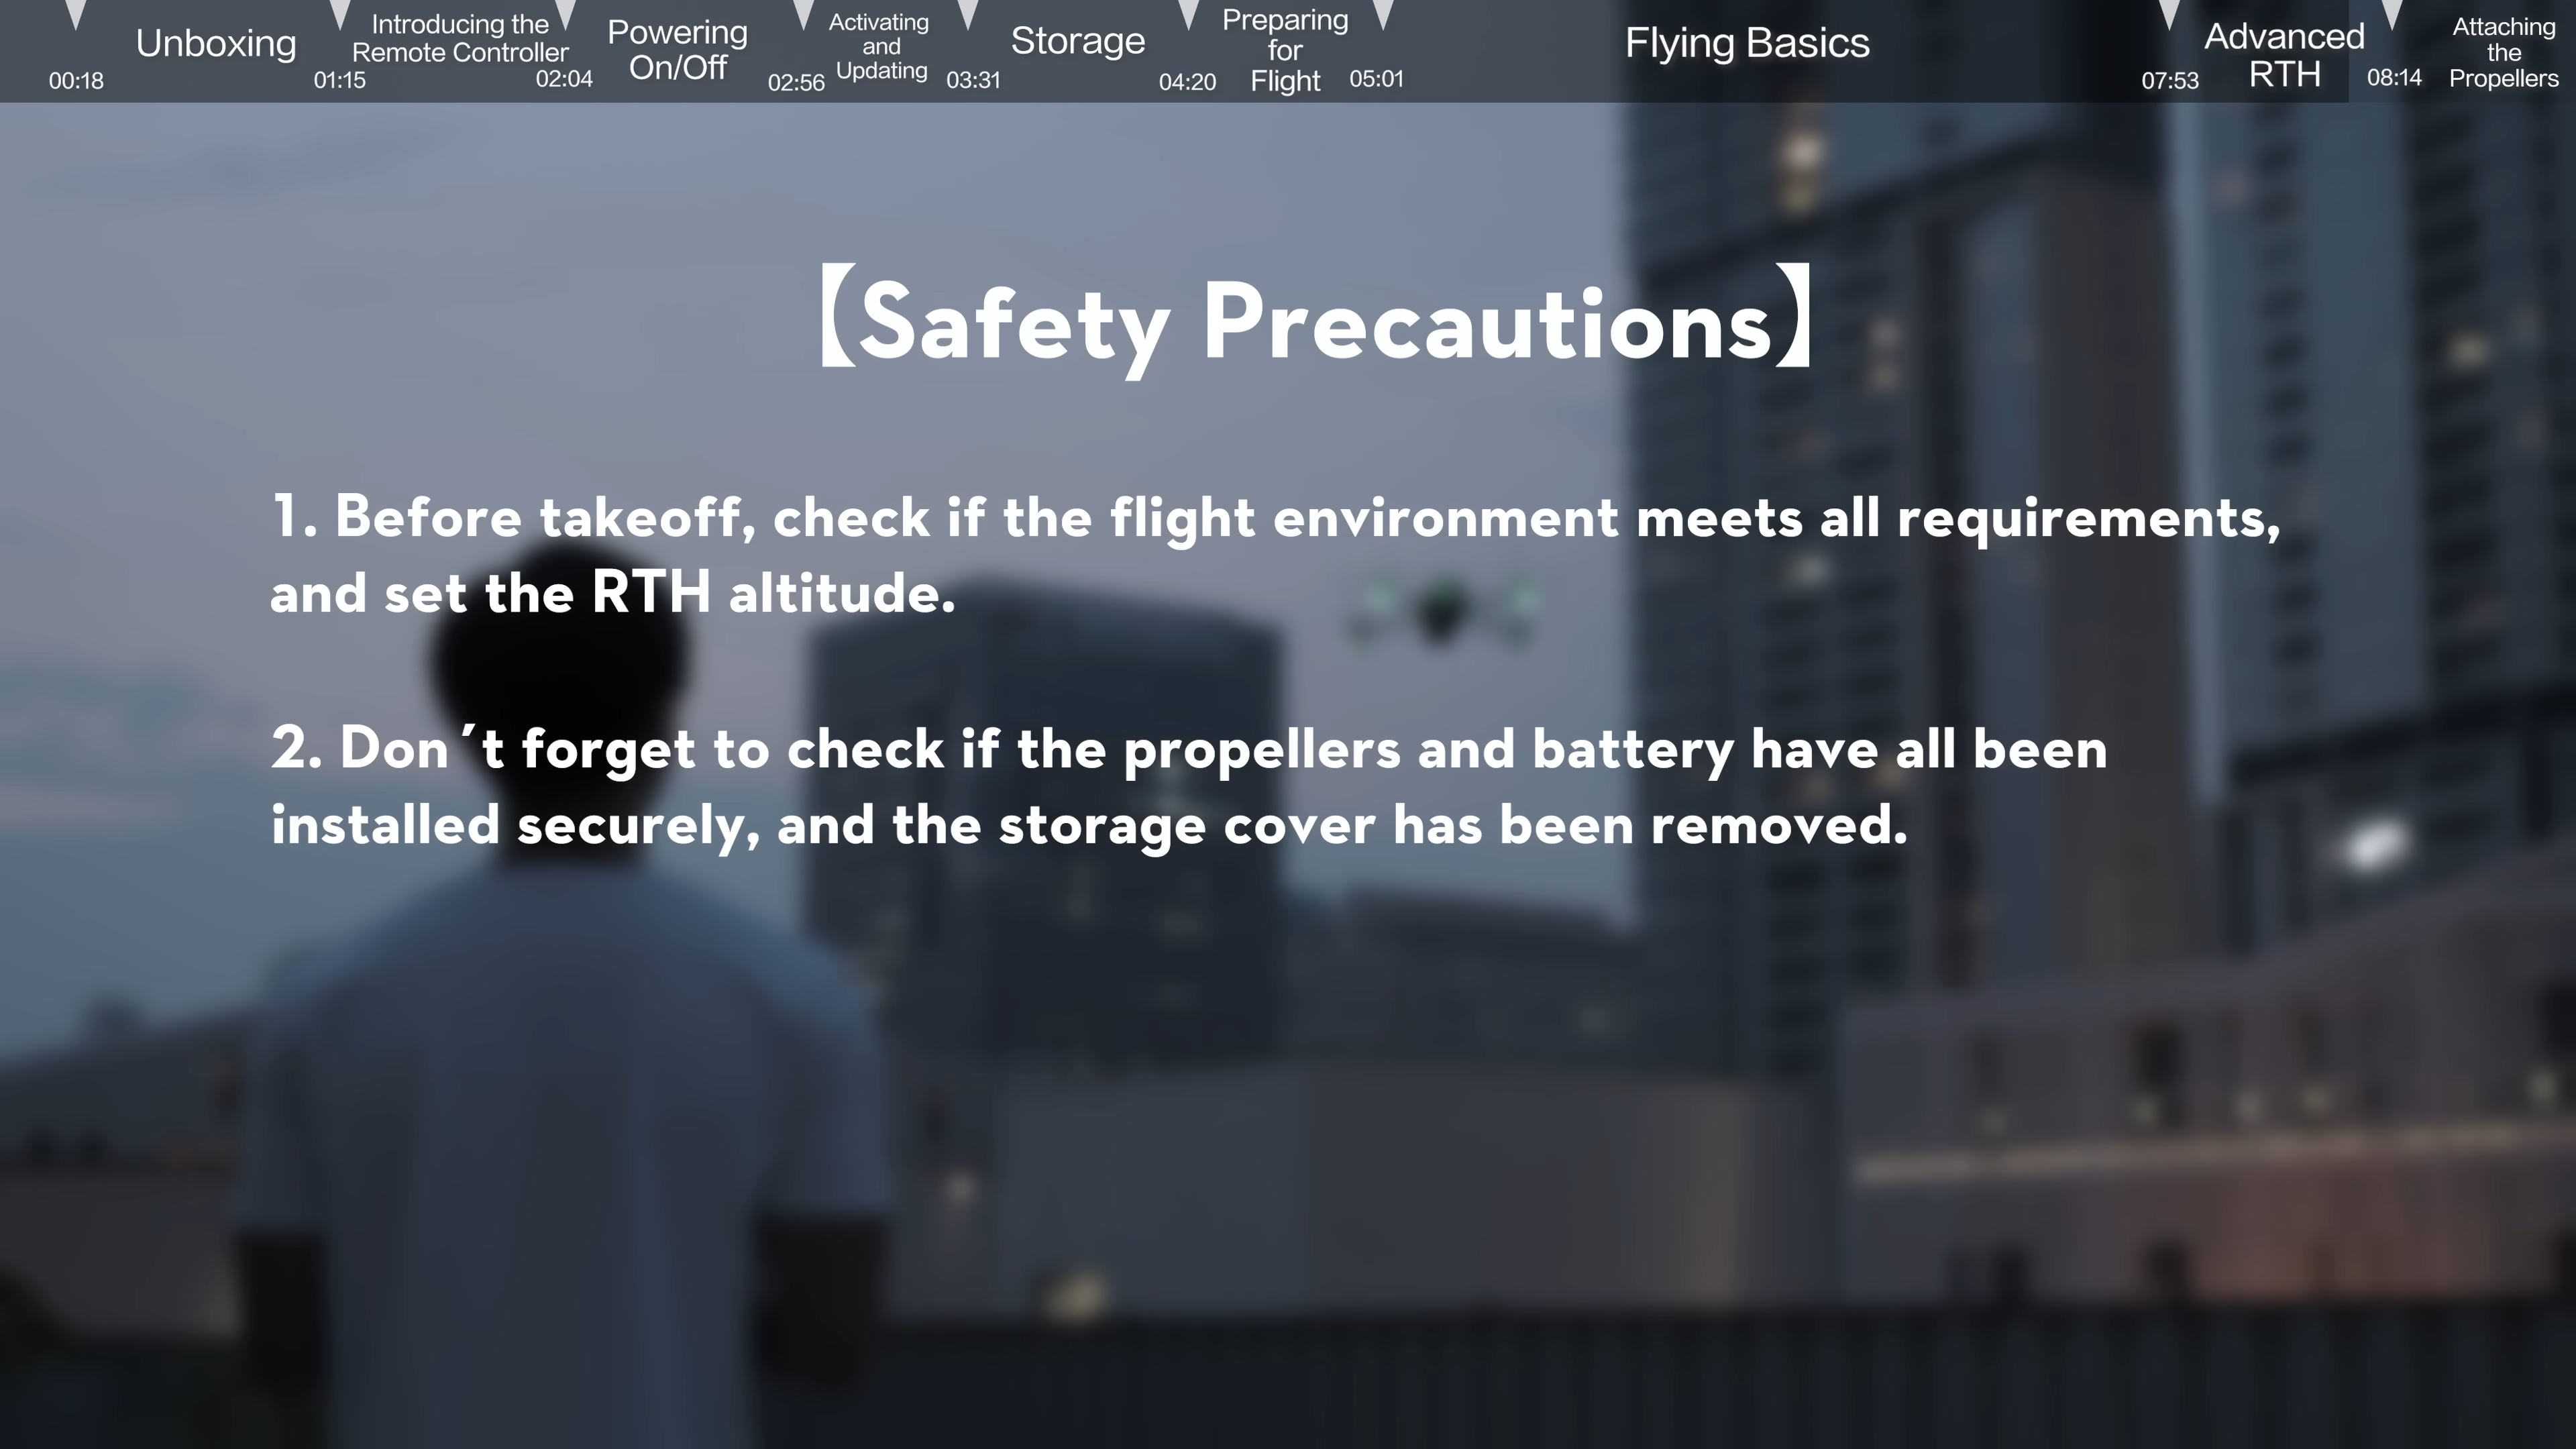 Unboxing
Introducing the
Remote Controller
Powering
On/Off
Activating
and
Updating
Storage
Preparing
for
Flight
Flying Basics
Advanced
RTH
Attaching
the
Propellers
00:18
01:15
02:04
02:56
03:31
04:20
05:01
07:53
08:14
【Safety Precautions】
1. Before takeoff, check if the flight environment meets all requirements,
and set the RTH altitude.
2. Don´t forget to check if the propellers and battery have all been
installed securely, and the storage cover has been removed.